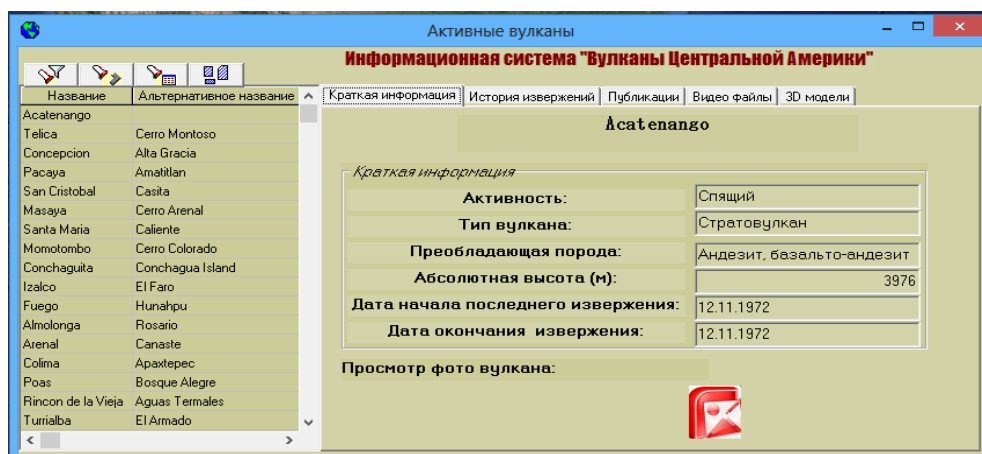 Активные вулканы
Информационная система "Вулканы Центральной Америки"
Название Альтернативное название
Acatenango
Telica Cerro Montoso
Concepcion Alta Gracia
Pacaya Amatitlan
San Cristobal Casita
Masaya Cerro Arenal
Santa Maria Caliente
Momotombo Cerro Colorado
Conchaguita Conchagua Island
Izalco El Faro
Fuego Hunahpu
Almolonga Rosario
Arenal Canaste
Colima Apaxtepec
Poas Bosque Alegre
Rincon de la Vieja Aguas Termales
Turrialba El Armado
Краткая информация История извержений Публикации Видео файлы 3D модели
Acatenango
Краткая информация
Активность: Спящий
Тип вулкана: Стратовулкан
Преобладающая порода: Андезит, базальто-андезит
Абсолютная высота (м): 3976
Дата начала последнего извержения: 12.11.1972
Дата окончания извержения: 12.11.1972
Просмотр фото вулкана: